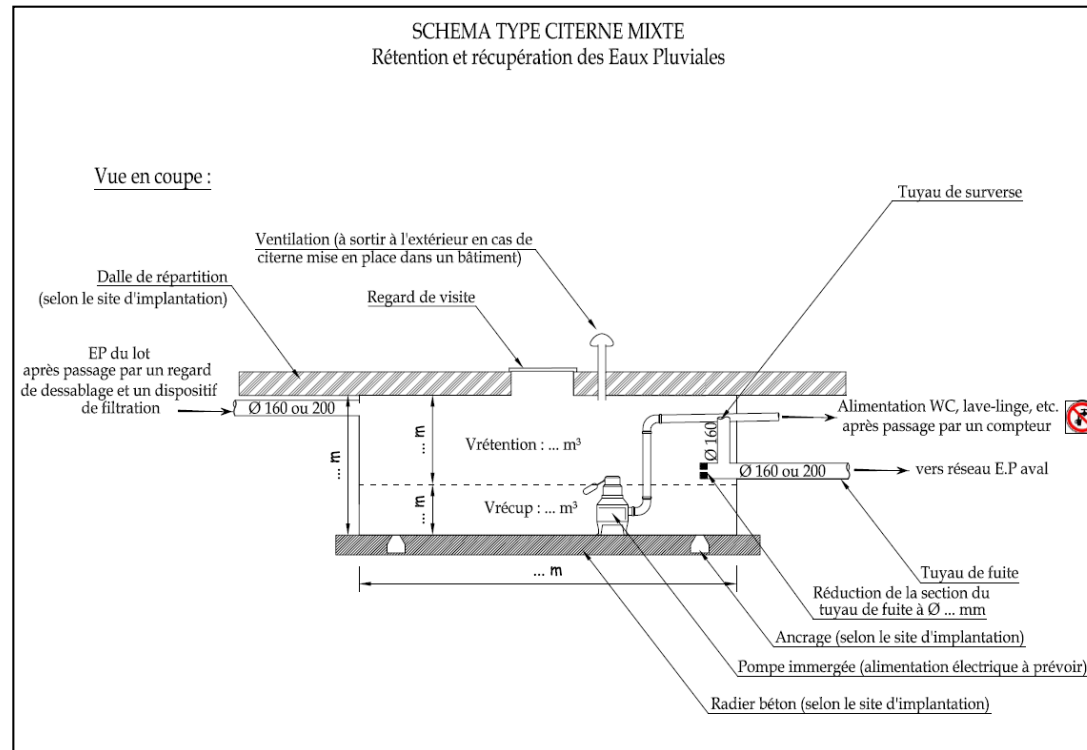 SCHEMA TYPE CITERNE MIXTE
Rétention et récupération des Eaux Pluviales
Vue en coupe :
Tuyau de surverse
Ventilation (à sortir à l'extérieur en cas de
citerne mise en place dans un bâtiment)
Dalle de répartition
(selon le site d'implantation)
Regard de visite
EP du lot
après passage par un regard
de dessablage et un dispositif
de filtration
Ø 160 ou 200
Alimentation WC, lave-linge, etc.
après passage par un compteur
... m
... m
Vrétention : ... m³
Ø 160
Ø 160 ou 200
vers réseau E.P aval
... m
Vrécup : ... m³
... m
Tuyau de fuite
Réduction de la section du
tuyau de fuite à Ø ... mm
Ancrage (selon le site d'implantation)
Pompe immergée (alimentation électrique à prévoir)
Radier béton (selon le site d'implantation)